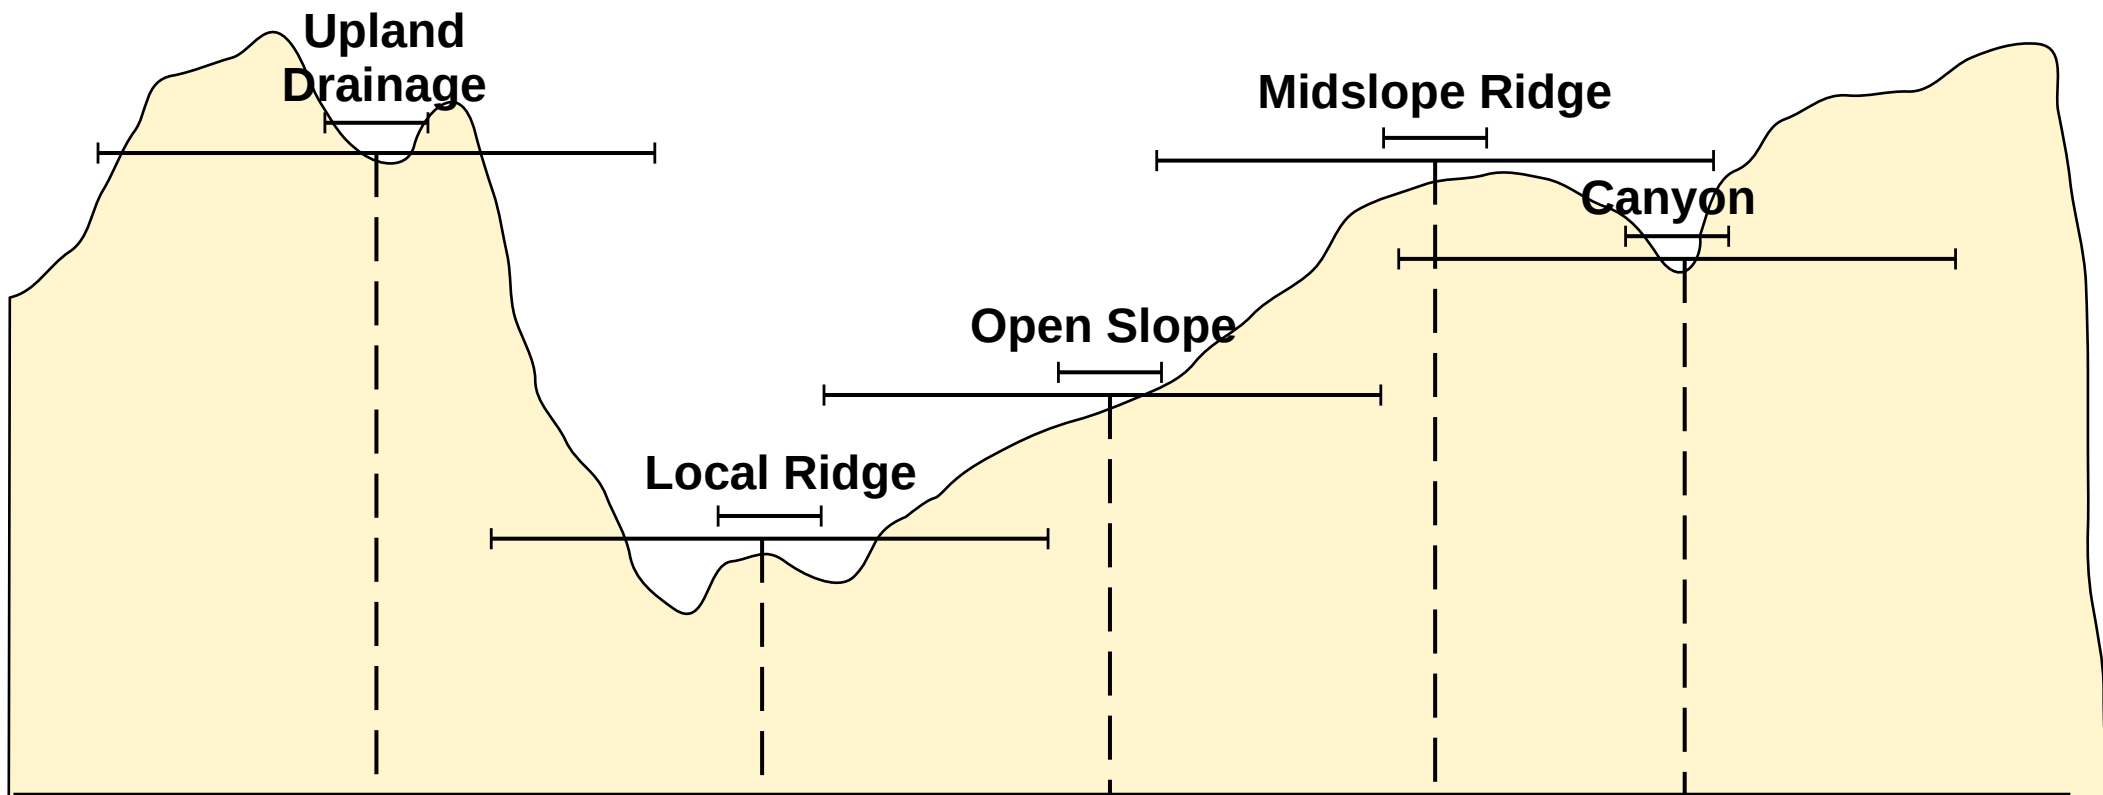 Upland
Drainage
Midslope Ridge
Canyon
Open Slope
Local Ridge